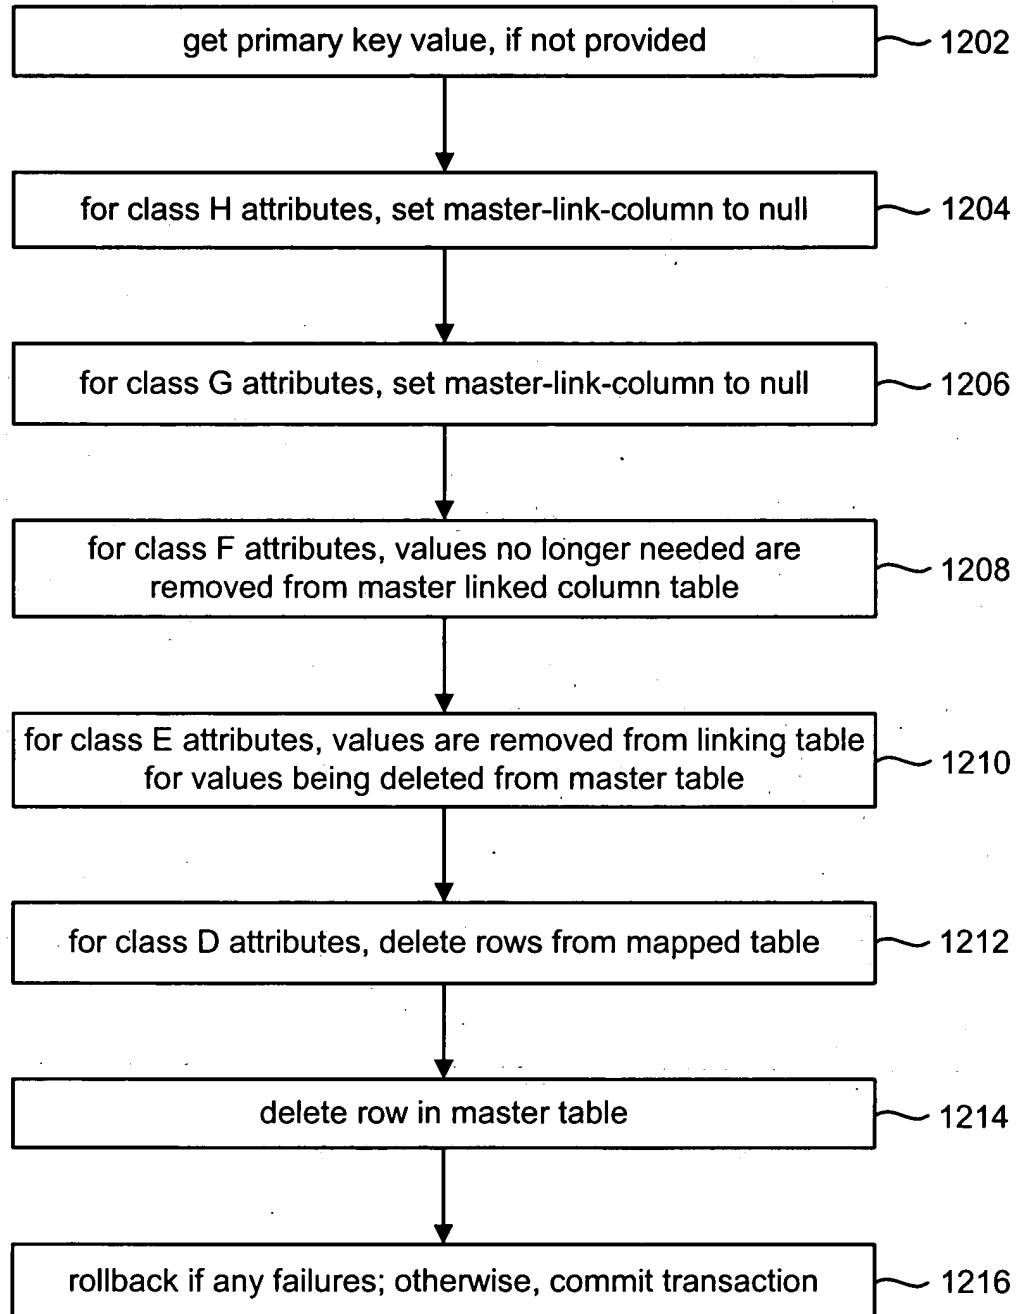 get primary key value, if not provided
1202
for class H attributes, set master-link-column to null
1204
for class G attributes, set master-link-column to null
1206
for class F attributes, values no longer needed are
removed from master linked column table
1208
for class E attributes, values are removed from linking table
for values being deleted from master table
1210
for class D attributes, delete rows from mapped table
1212
delete row in master table
1214
rollback if any failures; otherwise, commit transaction
1216